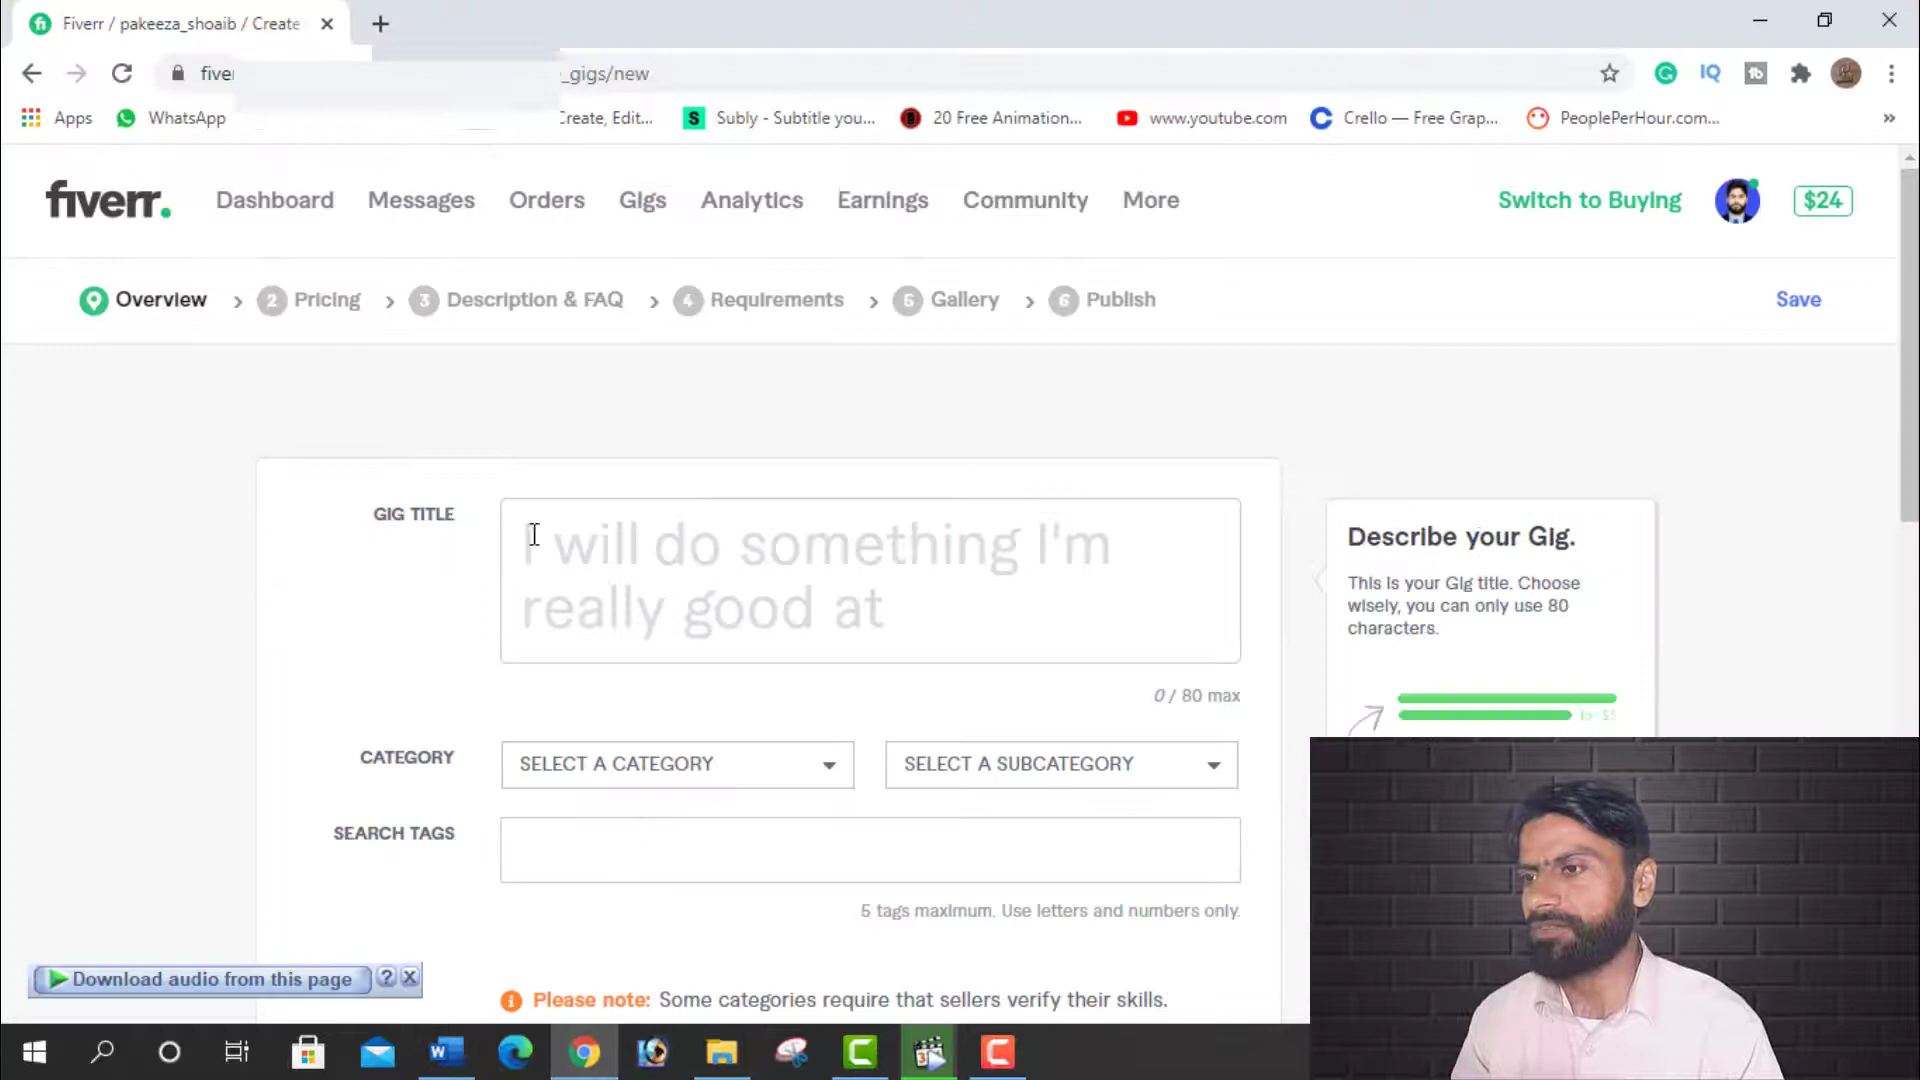 Fiverr / pakeeza_shoaib / Create
_gigs/new
Apps WhatsApp Create, Edit... Subly - Subtitle you... 20 Free Animation... www.youtube.com Crello — Free Grap... PeoplePerHour.com... »
fiverr. Dashboard Messages Orders Gigs Analytics Earnings Community More Switch to Buying $24
Overview > 2 Pricing > 3 Description & FAQ > 4 Requirements > 5 Gallery > 6 Publish Save
GIG TITLE
I will do something I'm
really good at
0 / 80 max
Describe your Gig.
This is your Gig title. Choose
wisely, you can only use 80
characters.
CATEGORY SELECT A CATEGORY SELECT A SUBCATEGORY
SEARCH TAGS
5 tags maximum. Use letters and numbers only.
Download audio from this page ? X
Please note: Some categories require that sellers verify their skills.